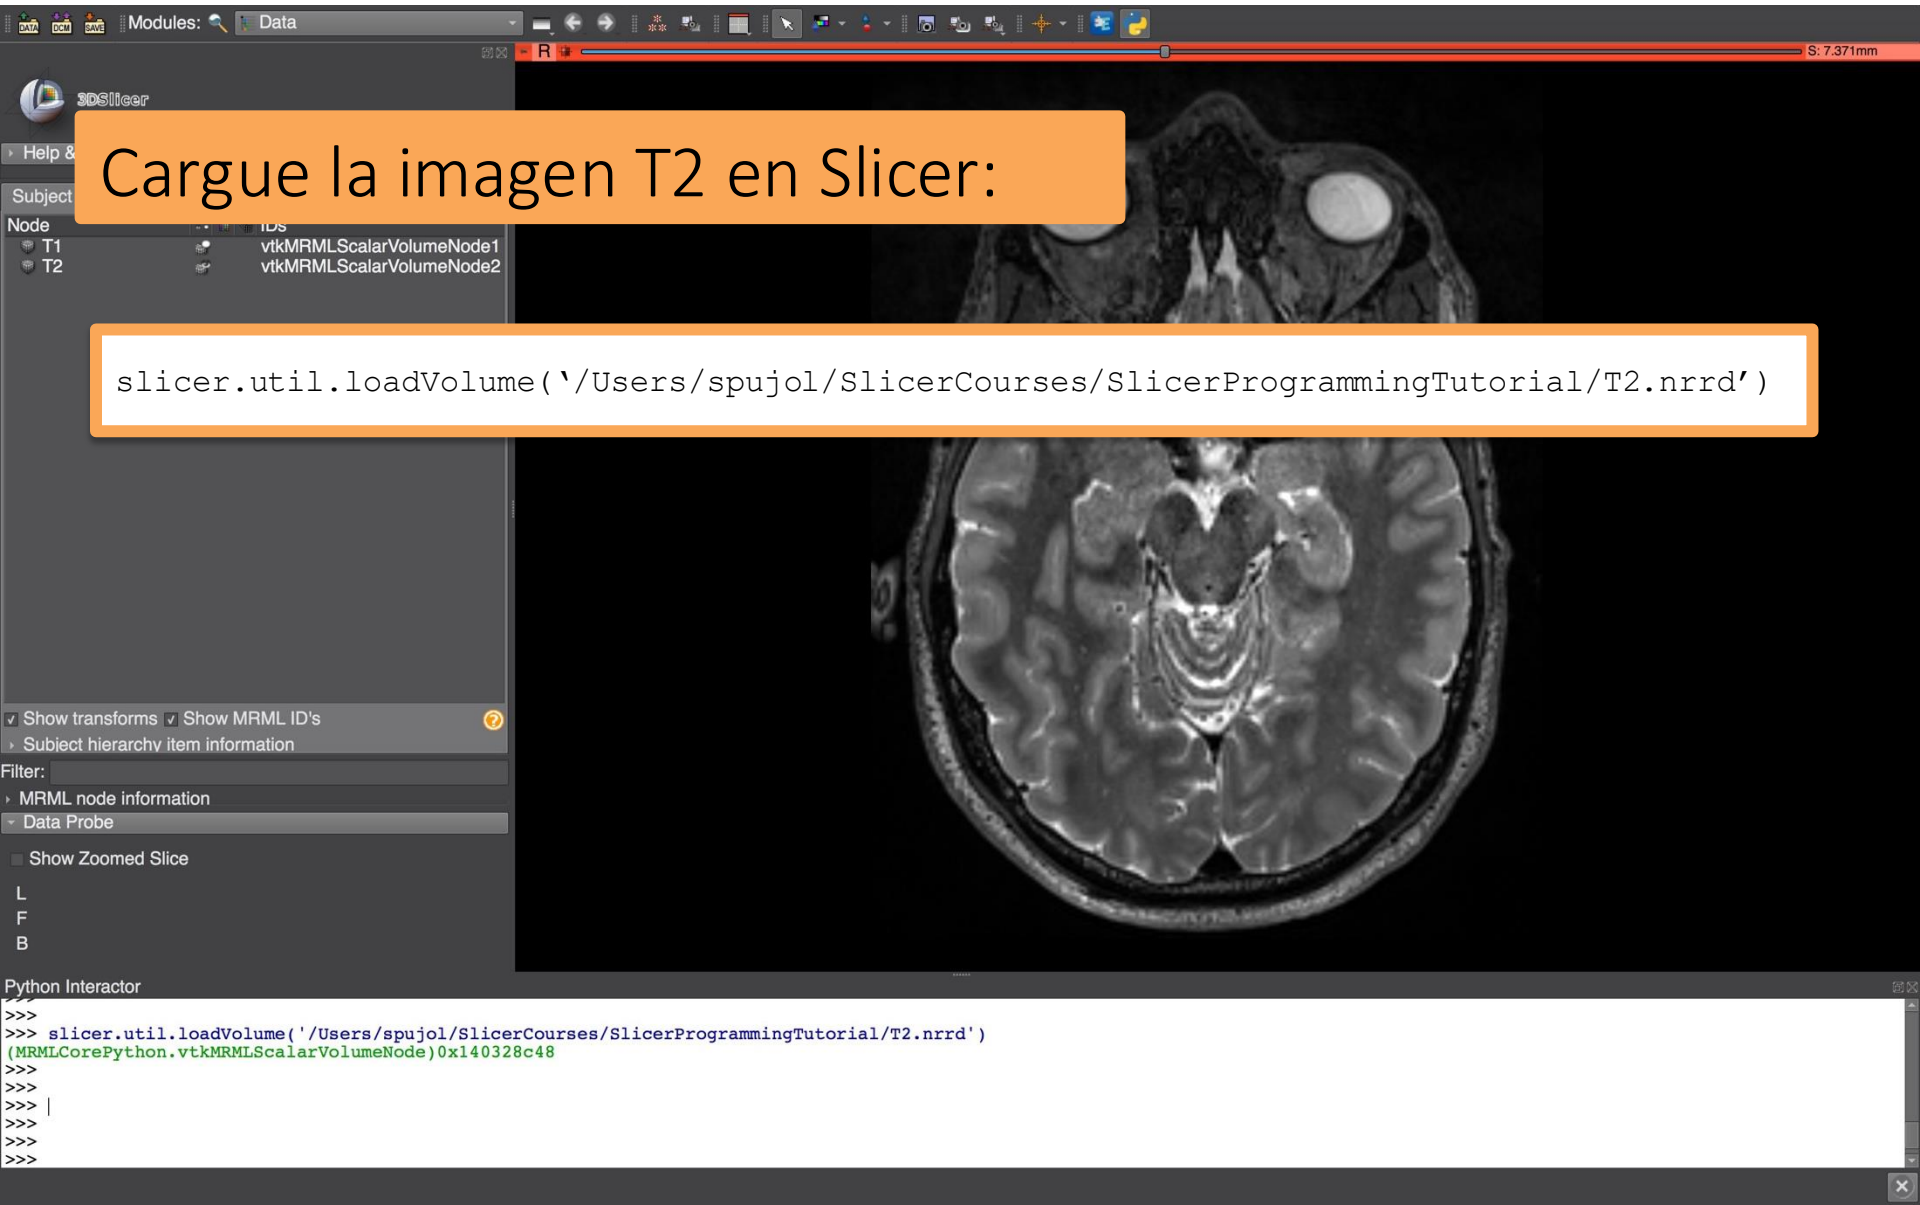 DATA DCM SAVE Modules: Data
R S: 7.371mm
3DSlicer
Help &
Cargue la imagen T2 en Slicer:
Subject
Node IDs
T1 vtkMRMLScalarVolumeNode1
T2 vtkMRMLScalarVolumeNode2
slicer.util.loadVolume(‘/Users/spujol/SlicerCourses/SlicerProgrammingTutorial/T2.nrrd’)
Show transforms Show MRML ID's
Subject hierarchy item information
Filter:
MRML node information
Data Probe
Show Zoomed Slice
L
F
B
Python Interactor
>>>
>>>
>>> slicer.util.loadVolume('/Users/spujol/SlicerCourses/SlicerProgrammingTutorial/T2.nrrd')
(MRMLCorePython.vtkMRMLScalarVolumeNode)0x140328c48
>>>
>>>
>>>
>>>
>>>
>>>